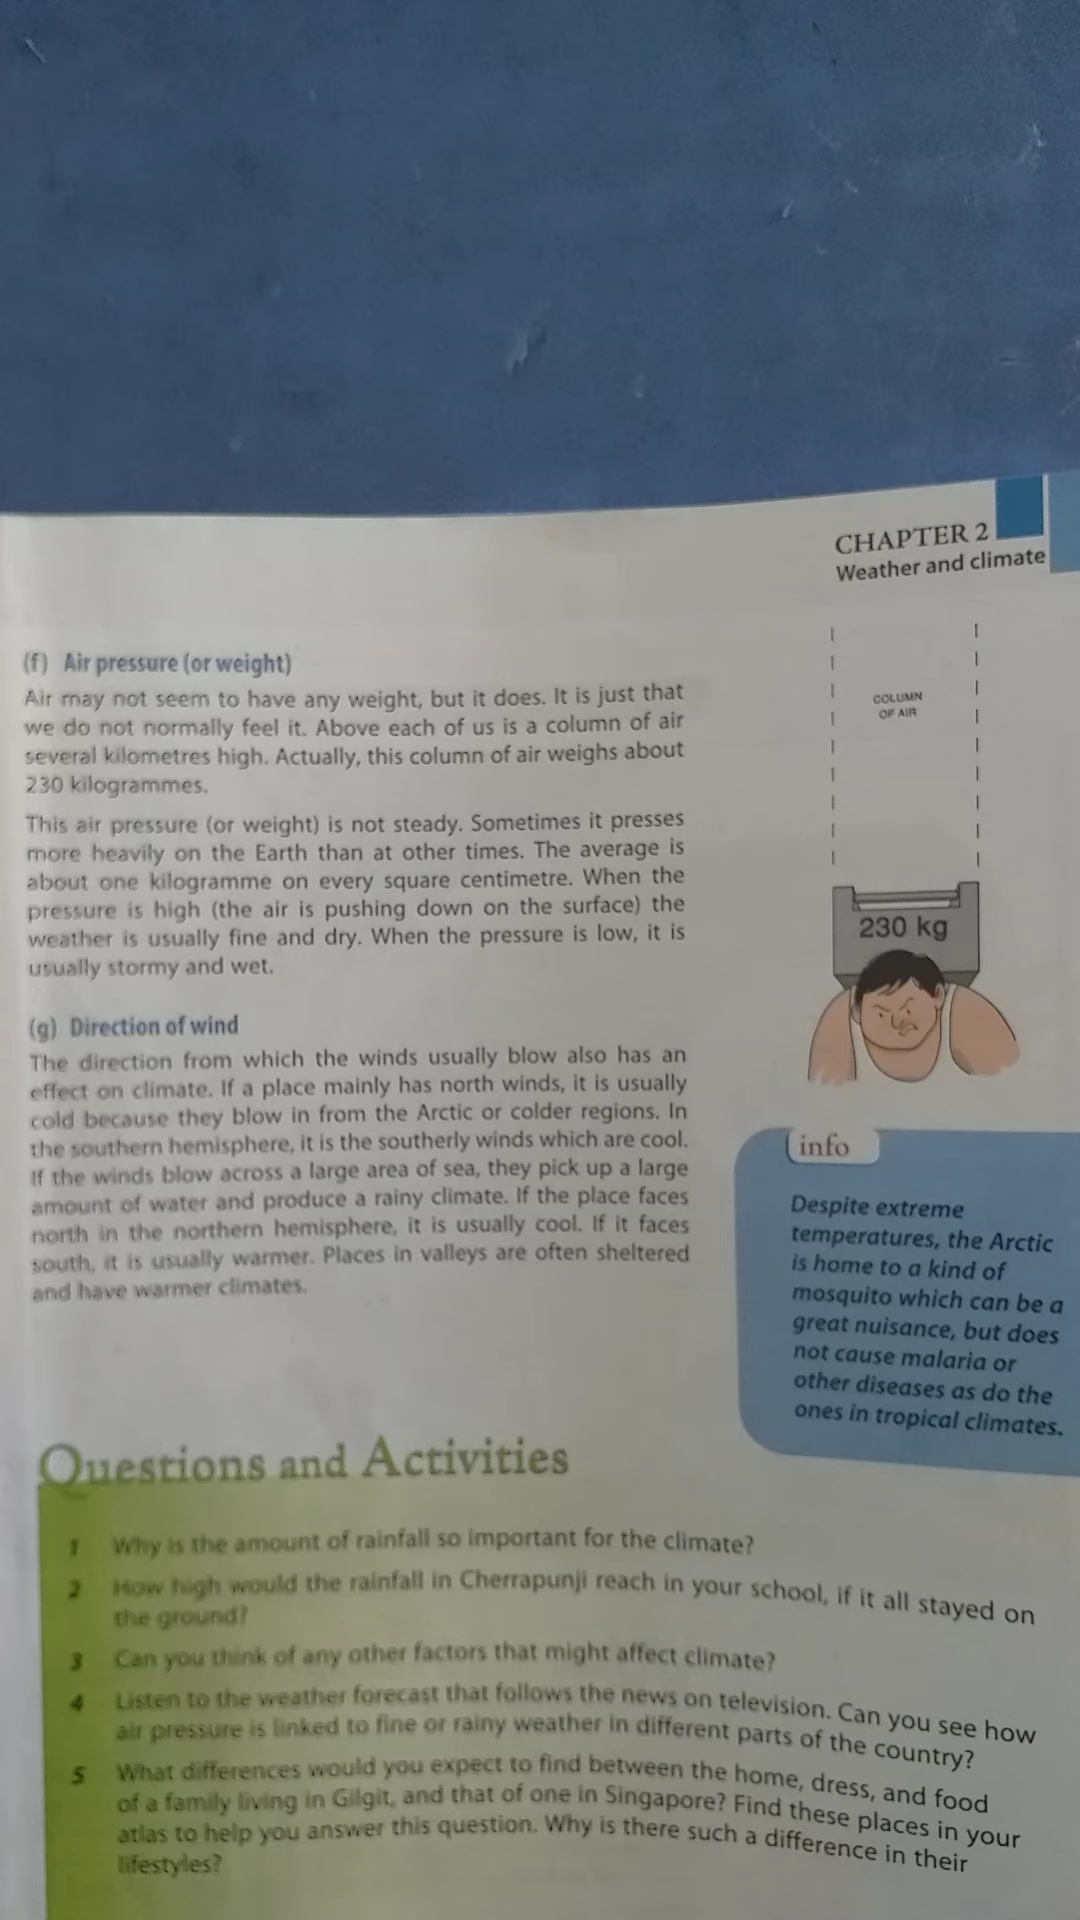 CHAPTER 2
Weather and climate
(f) Air pressure (or weight)
Air may not seem to have any weight, but it does. It is just that
we do not normally feel it. Above each of us is a column of air
several kilometres high. Actually, this column of air weighs about
230 kilogrammes.
This air pressure (or weight) is not steady. Sometimes it presses
more heavily on the Earth than at other times. The average is
about one kilogramme on every square centimetre. When the
pressure is high (the air is pushing down on the surface) the
weather is usually fine and dry. When the pressure is low, it is
usually stormy and wet.
(g) Direction of wind
The direction from which the winds usually blow also has an
effect on climate. If a place mainly has north winds, it is usually
cold because they blow in from the Arctic or colder regions. In
the southern hemisphere, it is the southerly winds which are cool.
If the winds blow across a large area of sea, they pick up a large
amount of water and produce a rainy climate. If the place faces
north in the northern hemisphere, it is usually cool. If it faces
south, it is usually warmer. Places in valleys are often sheltered
and have warmer climates.
COLUMN
OF AIR
230 kg
info
Despite extreme
temperatures, the Arctic
is home to a kind of
mosquito which can be a
great nuisance, but does
not cause malaria or
other diseases as do the
ones in tropical climates.
Questions and Activities
1 Why is the amount of rainfall so important for the climate?
2 How high would the rainfall in Cherrapunji reach in your school, if it all stayed on
the ground?
3 Can you think of any other factors that might affect climate?
4 Listen to the weather forecast that follows the news on television. Can you see how
air pressure is linked to fine or rainy weather in different parts of the country?
5 What differences would you expect to find between the home, dress, and food
of a family living in Gilgit, and that of one in Singapore? Find these places in your
atlas to help you answer this question. Why is there such a difference in their
lifestyles?